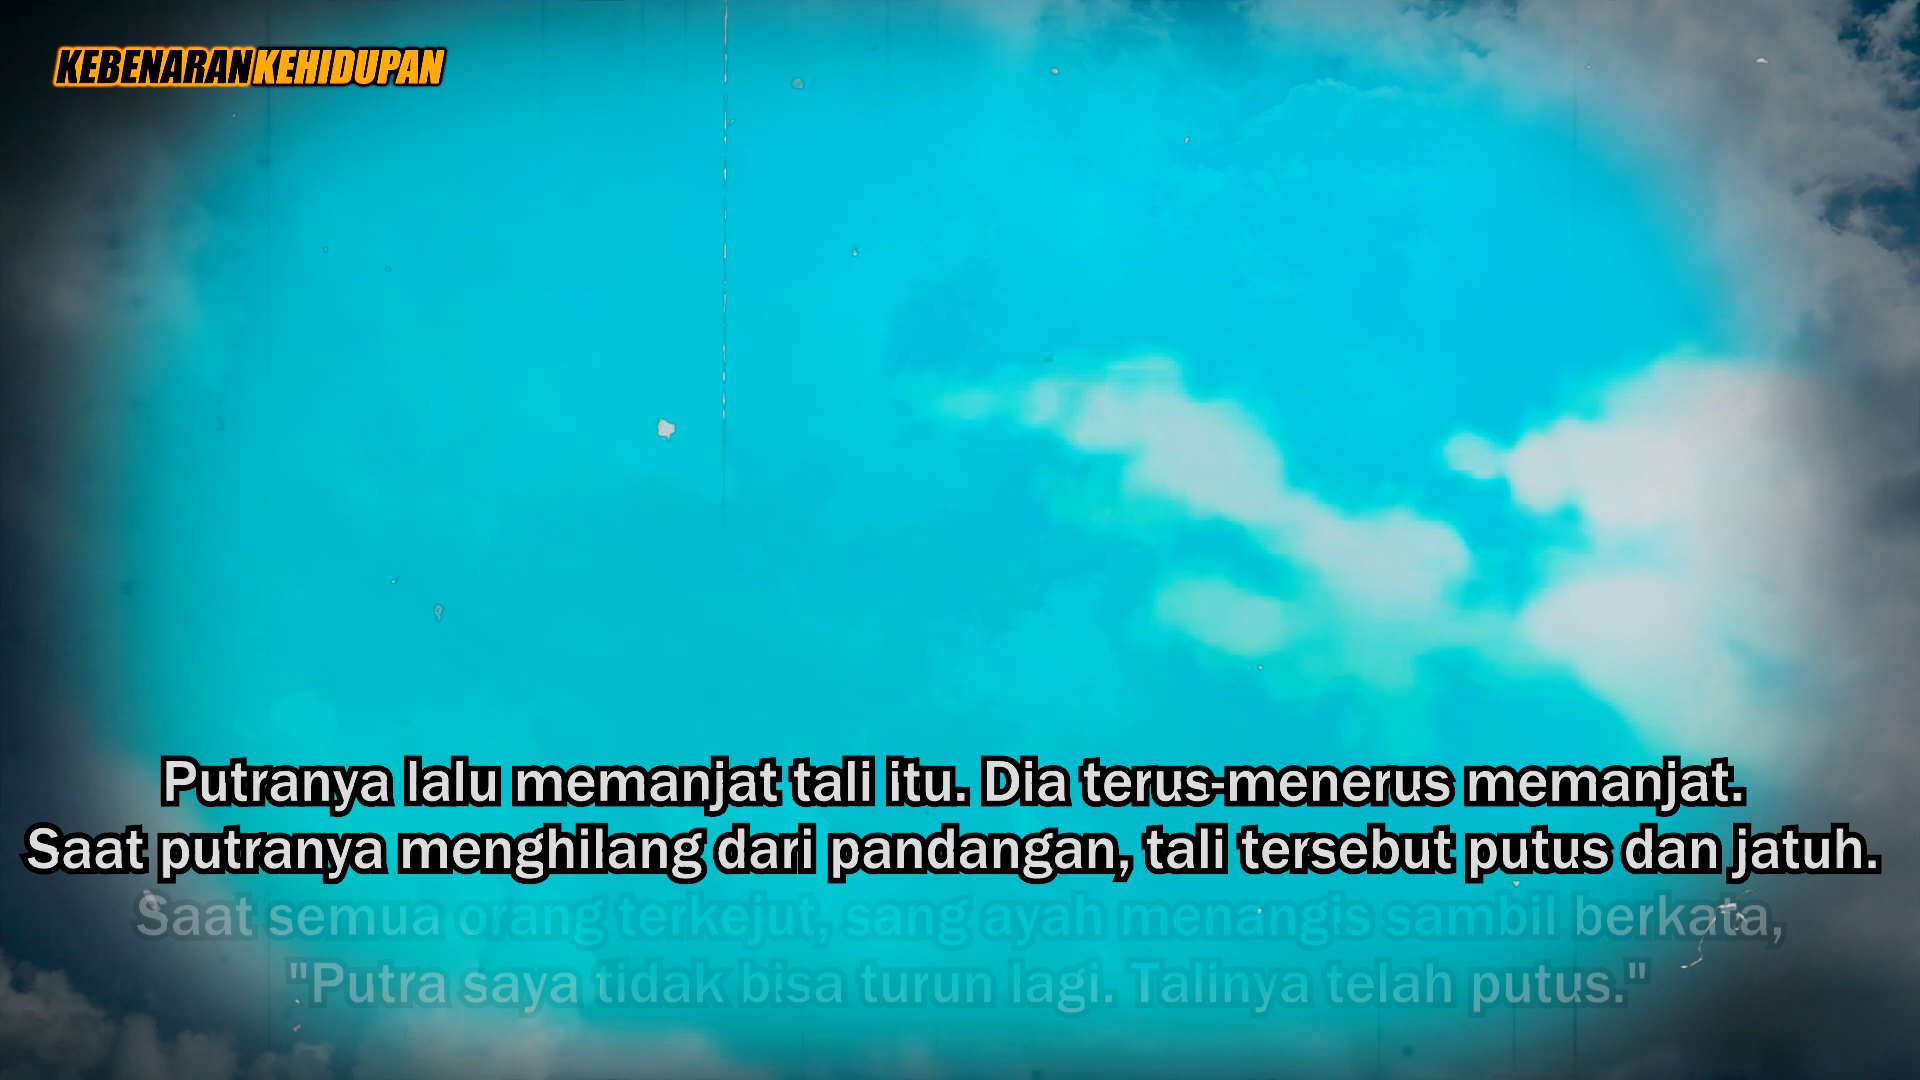 KEBENARANKEHIDUPAN
Putranya lalu memanjat tali itu. Dia terus-menerus memanjat.
Saat putranya menghilang dari pandangan, tali tersebut putus dan jatuh.
Saat semua orang terkejut, sang ayah menangis sambil berkata,
"Putra saya tidak bisa turun lagi. Talinya telah putus."